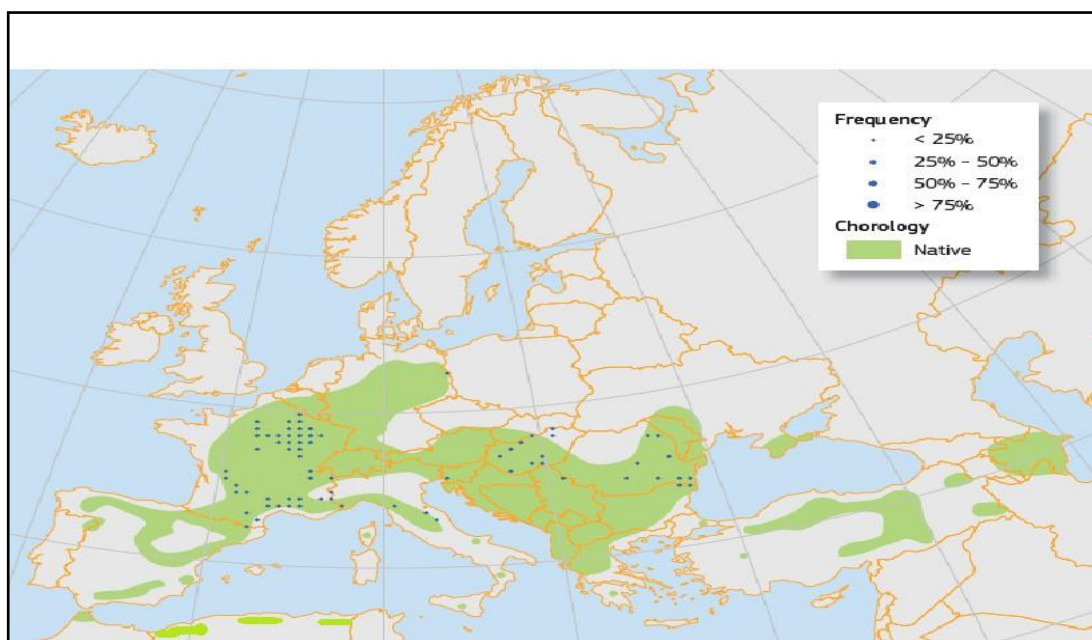 Frequency
< 25%
25% - 50%
50% - 75%
> 75%
Chorology
Native